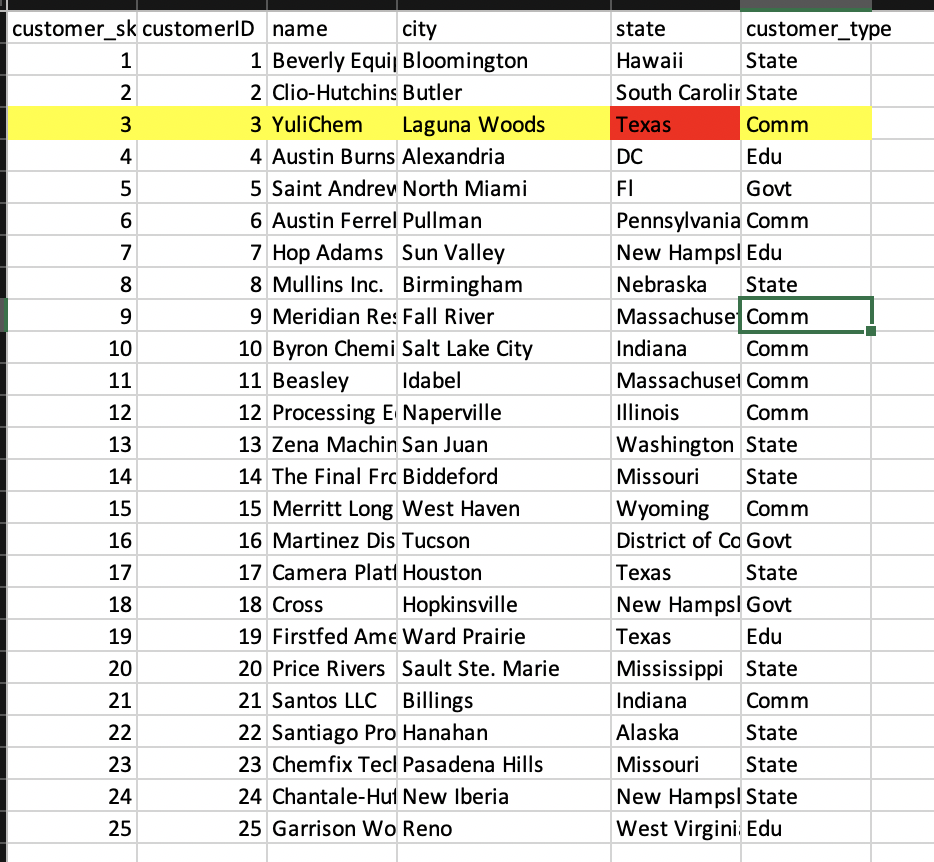 customer_sk customerID name city state customer_type
1 1 Beverly Equi Bloomington Hawaii State
2 2 Clio-Hutchins Butler South Carolin State
3 3 YuliChem Laguna Woods Texas Comm
4 4 Austin Burns Alexandria DC Edu
5 5 Saint Andrew North Miami Fl Govt
6 6 Austin Ferrel Pullman Pennsylvania Comm
7 7 Hop Adams Sun Valley New Hamps Edu
8 8 Mullins Inc. Birmingham Nebraska State
9 9 Meridian Res Fall River Massachuset Comm
10 10 Byron Chemi Salt Lake City Indiana Comm
11 11 Beasley Idabel Massachuset Comm
12 12 Processing E Naperville Illinois Comm
13 13 Zena Machin San Juan Washington State
14 14 The Final Fro Biddeford Missouri State
15 15 Merritt Long West Haven Wyoming Comm
16 16 Martinez Dis Tucson District of Co Govt
17 17 Camera Platf Houston Texas State
18 18 Cross Hopkinsville New Hamps Govt
19 19 Firstfed Ame Ward Prairie Texas Edu
20 20 Price Rivers Sault Ste. Marie Mississippi State
21 21 Santos LLC Billings Indiana Comm
22 22 Santiago Pro Hanahan Alaska State
23 23 Chemfix Tech Pasadena Hills Missouri State
24 24 Chantale-Huf New Iberia New Hamps State
25 25 Garrison Wo Reno West Virgini Edu